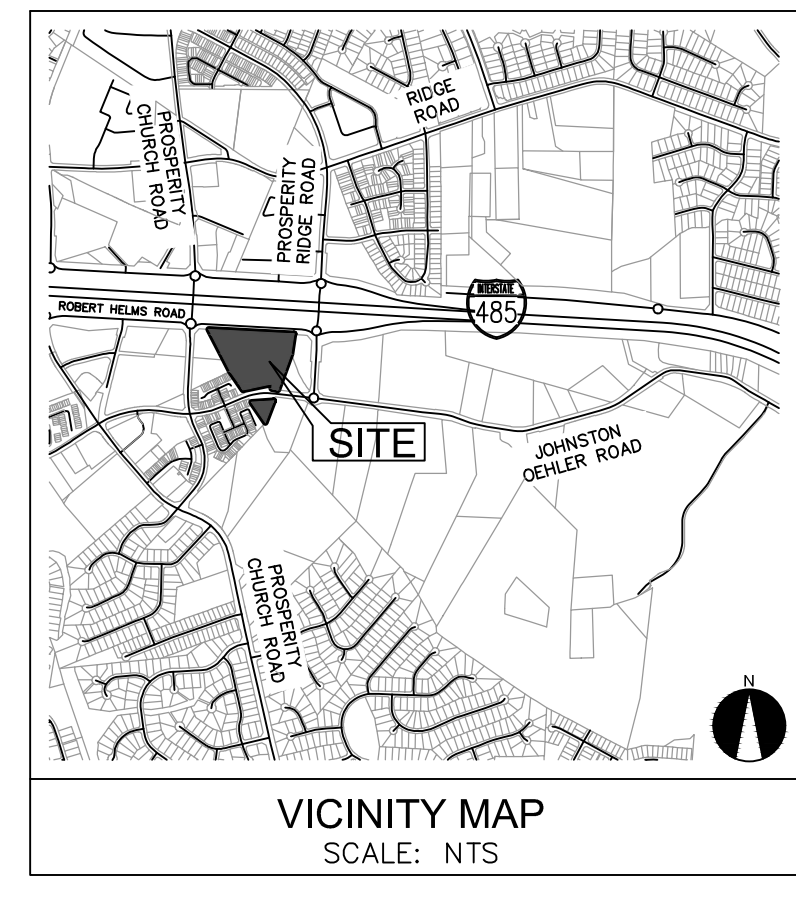 RIDGE
ROAD
PROSPERITY
CHURCH ROAD
PROSPERITY
RIDGE ROAD
INTERSTATE
485
ROBERT HELMS ROAD
SITE
JOHNSTON
OEHLER ROAD
PROSPERITY
CHURCH ROAD
N
VICINITY MAP
SCALE: NTS